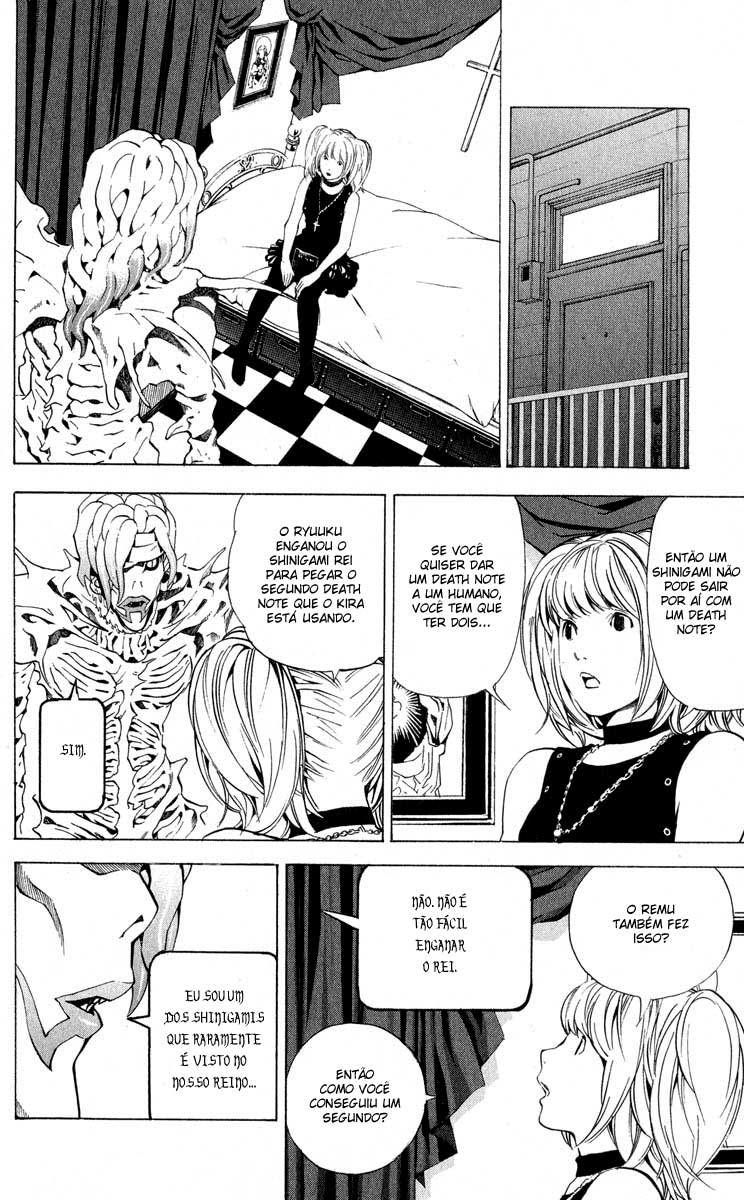 ENTÃO UM
SHINIGAMI NÃO
PODE SAIR
POR AÍ COM
UM DEATH
NOTE?
SE VOCÊ
QUISER DAR
UM DEATH NOTE
A UM HUMANO,
VOCÊ TEM QUE
TER DOIS...
O RYUUKU
ENGANOU O
SHINIGAMI REI
PARA PEGAR O
SEGUNDO DEATH
NOTE QUE O KIRA
ESTÁ USANDO.
SIM.
O REMU
TAMBÉM FEZ
ISSO?
NÃO. NÃO É
TÃO FÁCIL
ENGANAR
O REI.
ENTÃO
COMO VOCÊ
CONSEGUIU UM
SEGUNDO?
EU SOU UM
DOS SHINIGAMIS
QUE RARAMENTE
É VISTO NO
NOSSO REINO...